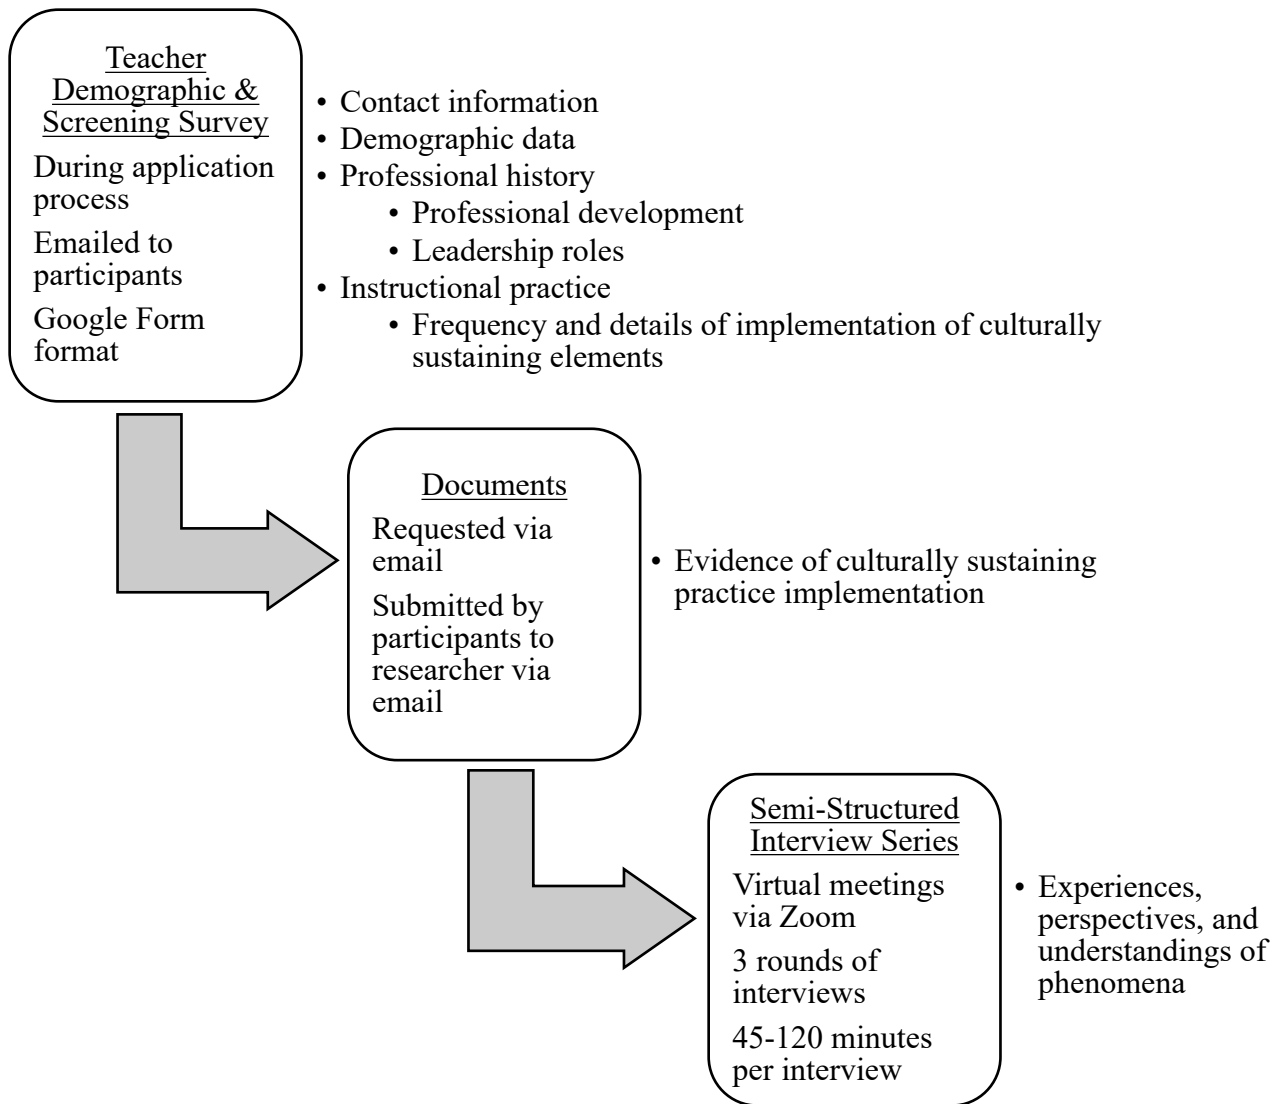 Teacher
Demographic &
Screening Survey
During application
process
Emailed to
participants
Google Form
format
• Contact information
• Demographic data
• Professional history
• Professional development
• Leadership roles
• Instructional practice
• Frequency and details of implementation of culturally
sustaining elements
Documents
Requested via
email
Submitted by
participants to
researcher via
email
• Evidence of culturally sustaining
practice implementation
Semi-Structured
Interview Series
Virtual meetings
via Zoom
3 rounds of
interviews
45-120 minutes
per interview
• Experiences,
perspectives, and
understandings of
phenomena